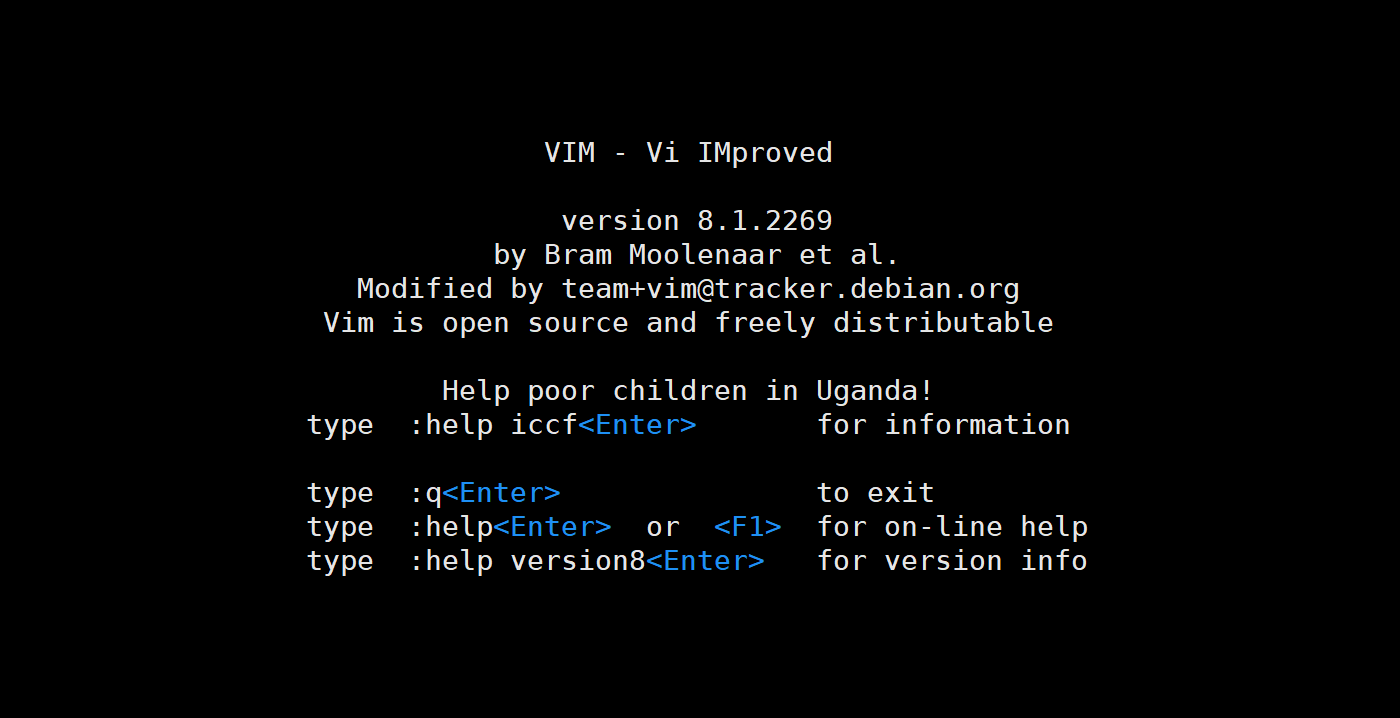 VIM - Vi IMproved
version 8.1.2269
by Bram Moolenaar et al.
Modified by team+vim@tracker.debian.org
Vim is open source and freely distributable
Help poor children in Uganda!
type  :help iccf<Enter>       for information
type  :q<Enter>               to exit
type  :help<Enter>  or  <F1>  for on-line help
type  :help version8<Enter>   for version info